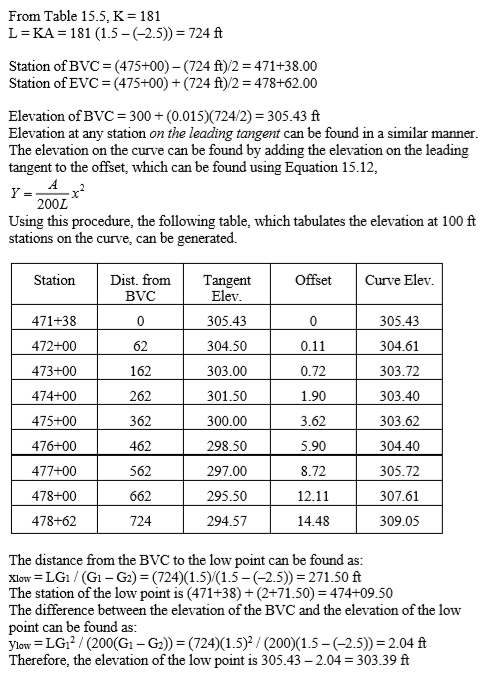 From Table 15.5, K = 181
L = KA = 181 (1.5 – (–2.5)) = 724 ft
Station of BVC = (475+00) – (724 ft)/2 = 471+38.00
Station of EVC = (475+00) + (724 ft)/2 = 478+62.00
Elevation of BVC = 300 + (0.015)(724/2) = 305.43 ft
Elevation at any station on the leading tangent can be found in a similar manner.
The elevation on the curve can be found by adding the elevation on the leading
tangent to the offset, which can be found using Equation 15.12,
Y = A/200L x²
Using this procedure, the following table, which tabulates the elevation at 100 ft
stations on the curve, can be generated.
Station Dist. from BVC Tangent Elev. Offset Curve Elev.
471+38 0 305.43 0 305.43
472+00 62 304.50 0.11 304.61
473+00 162 303.00 0.72 303.72
474+00 262 301.50 1.90 303.40
475+00 362 300.00 3.62 303.62
476+00 462 298.50 5.90 304.40
477+00 562 297.00 8.72 305.72
478+00 662 295.50 12.11 307.61
478+62 724 294.57 14.48 309.05
The distance from the BVC to the low point can be found as:
xlow = LG1 / (G1 – G2) = (724)(1.5)/(1.5 – (–2.5)) = 271.50 ft
The station of the low point is (471+38) + (2+71.50) = 474+09.50
The difference between the elevation of the BVC and the elevation of the low
point can be found as:
ylow = LG1² / (200(G1 – G2)) = (724)(1.5)² / (200)(1.5 – (–2.5)) = 2.04 ft
Therefore, the elevation of the low point is 305.43 – 2.04 = 303.39 ft